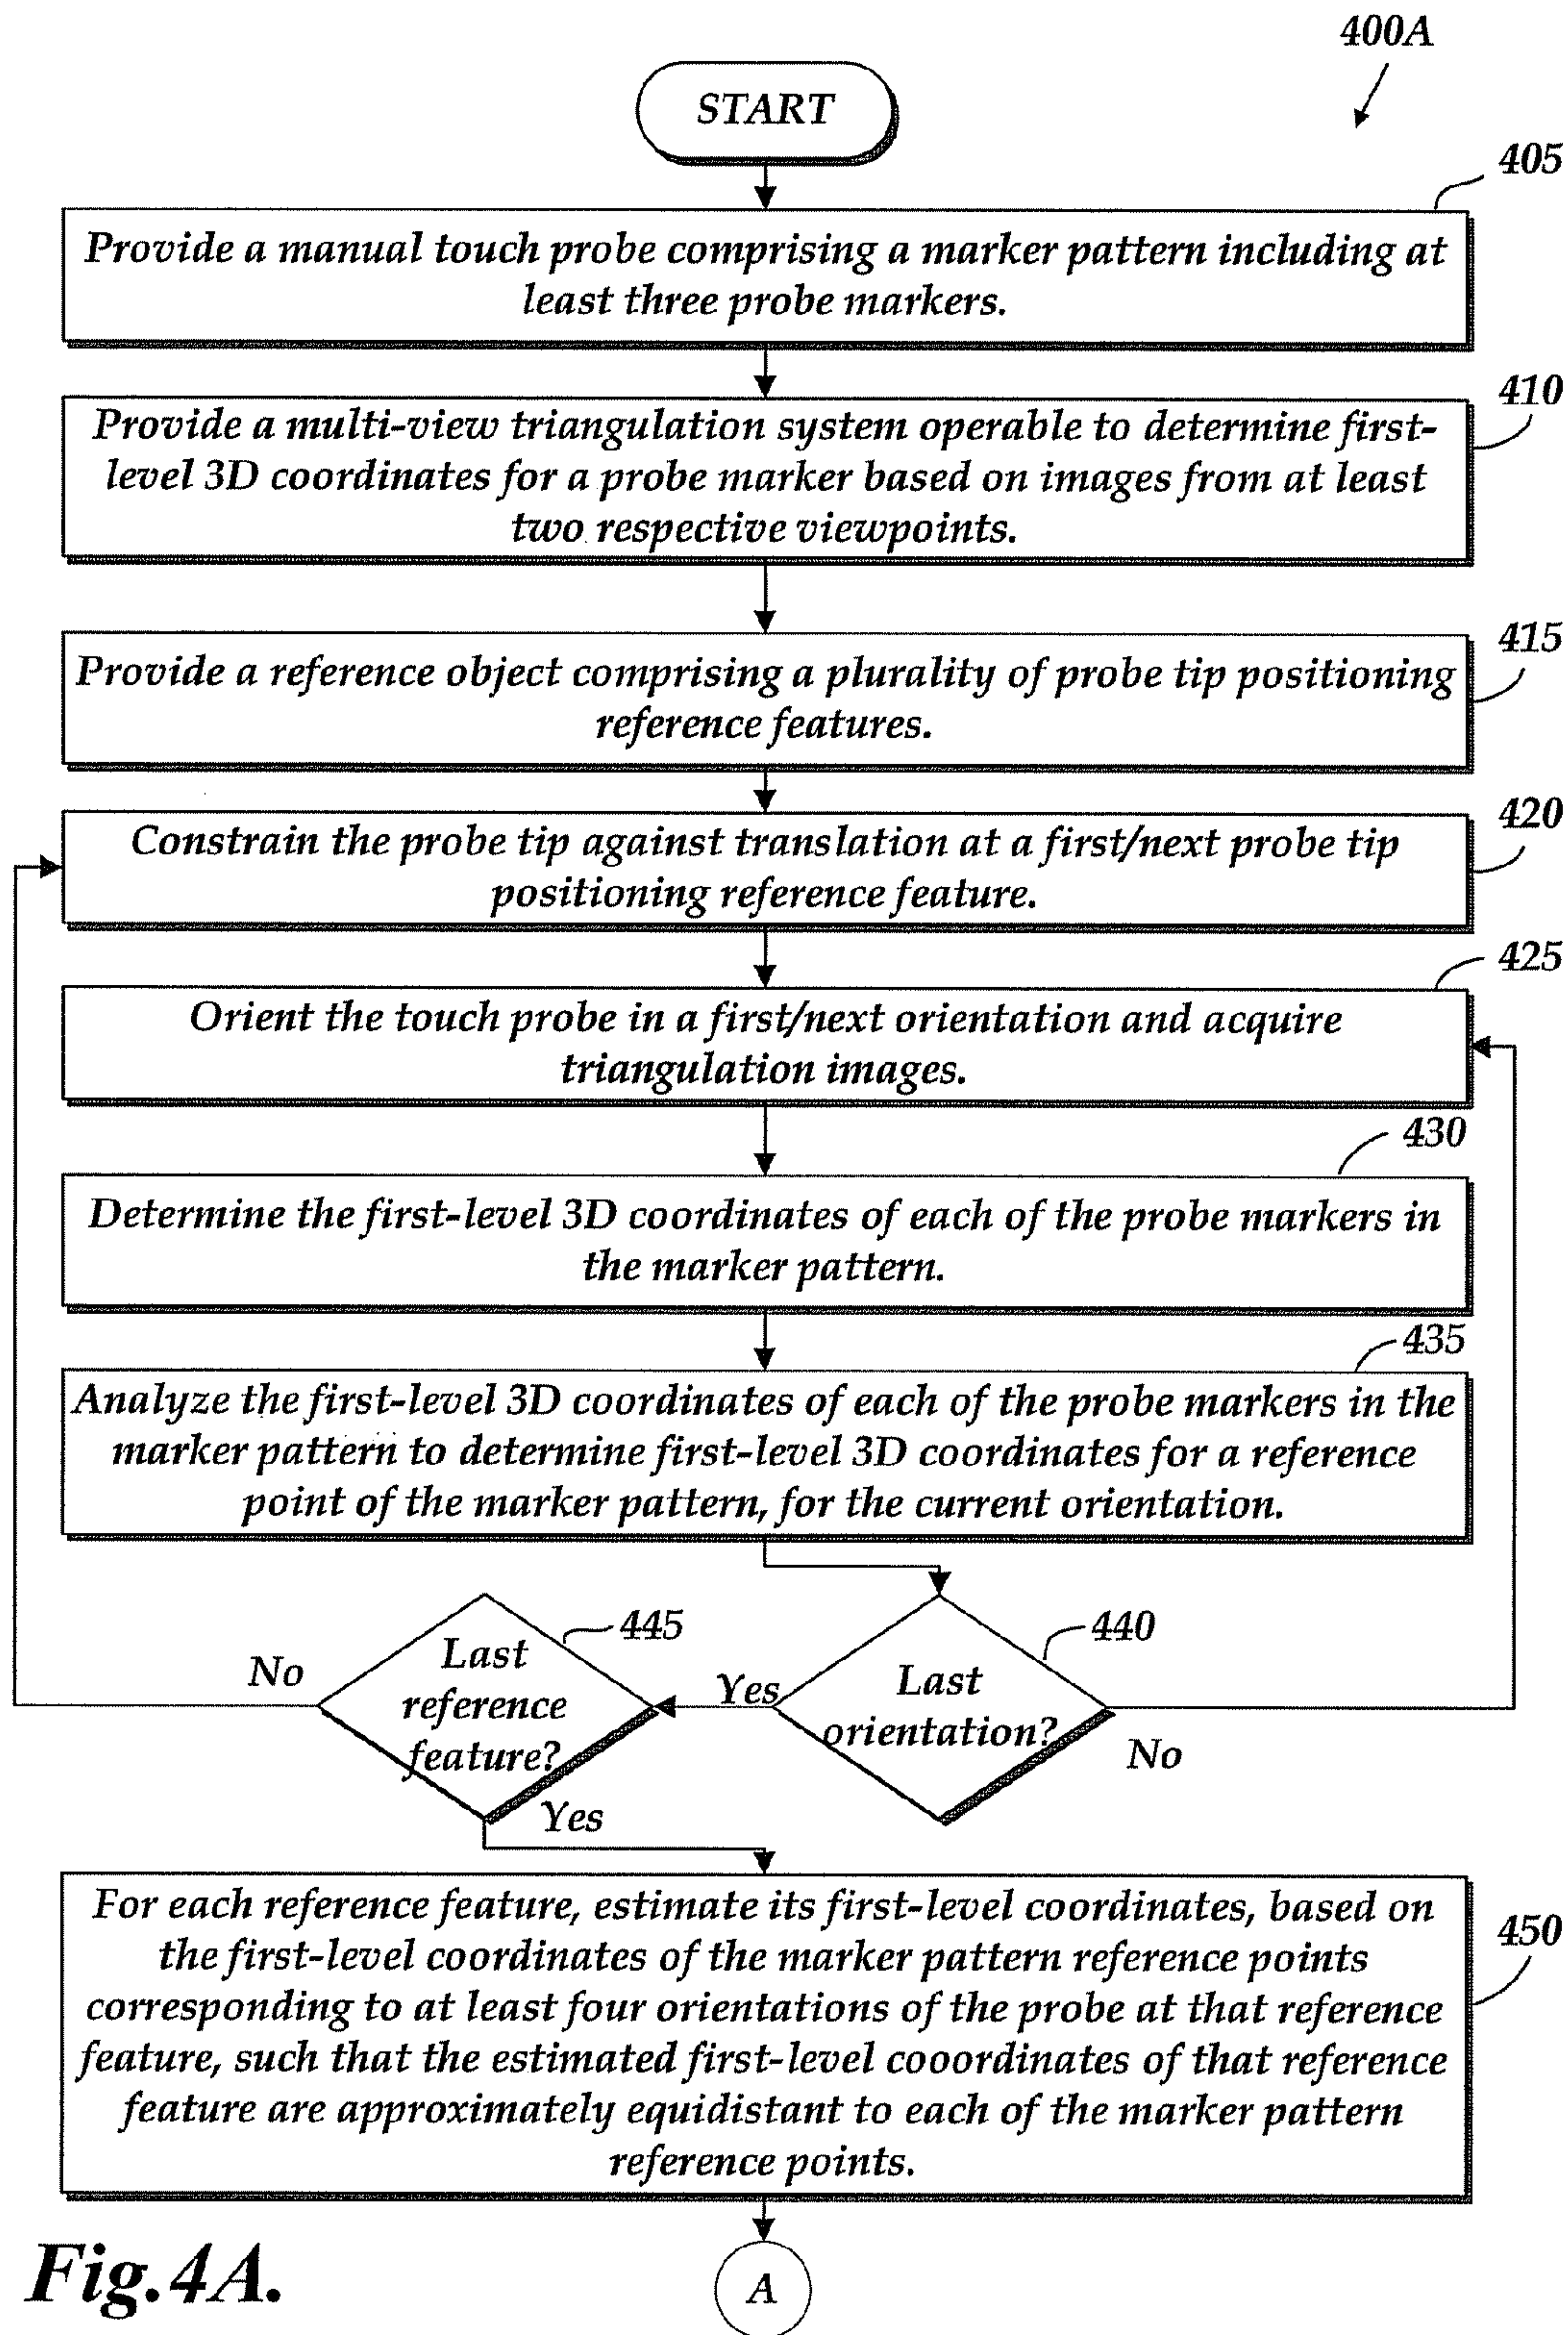 400A
START
405
Provide a manual touch probe comprising a marker pattern including at
least three probe markers.
410
Provide a multi-view triangulation system operable to determine first-
level 3D coordinates for a probe marker based on images from at least
two respective viewpoints.
415
Provide a reference object comprising a plurality of probe tip positioning
reference features.
420
Constrain the probe tip against translation at a first/next probe tip
positioning reference feature.
425
Orient the touch probe in a first/next orientation and acquire
triangulation images.
430
Determine the first-level 3D coordinates of each of the probe markers in
the marker pattern.
435
Analyze the first-level 3D coordinates of each of the probe markers in the
marker pattern to determine first-level 3D coordinates for a reference
point of the marker pattern, for the current orientation.
440
Last
orientation?
No
Yes
445
Last
reference
feature?
No
Yes
450
For each reference feature, estimate its first-level coordinates, based on
the first-level coordinates of the marker pattern reference points
corresponding to at least four orientations of the probe at that reference
feature, such that the estimated first-level cooordinates of that reference
feature are approximately equidistant to each of the marker pattern
reference points.
A
Fig.4A.